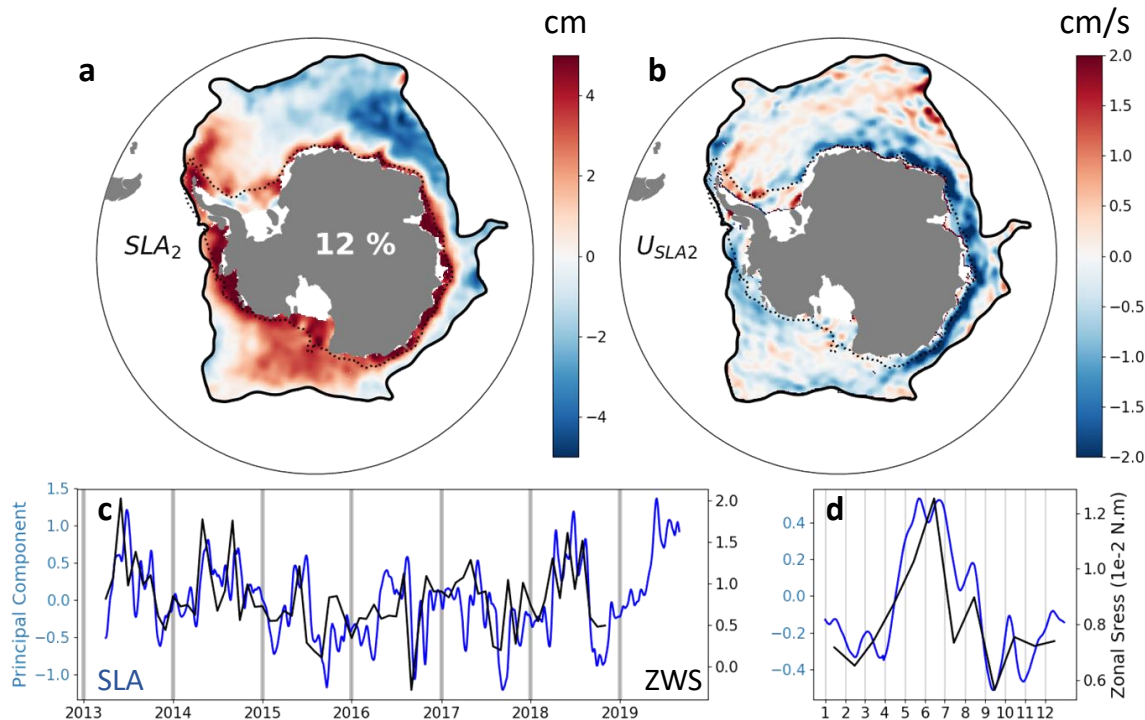 cm
cm/s
a
b
4
2
0
−2
−4
2.0
1.5
1.0
0.5
0.0
−0.5
−1.0
−1.5
−2.0
SLA2
12 %
USLA2
Principal Component
1.5
1.0
0.5
0.0
−0.5
−1.0
c
SLA
ZWS
2.0
1.5
1.0
0.5
0.0
2013 2014 2015 2016 2017 2018 2019
d
0.4
0.2
0.0
−0.2
−0.4
1.2
1.0
0.8
0.6
Zonal Sress (1e-2 N.m)
1 2 3 4 5 6 7 8 9 10 11 12